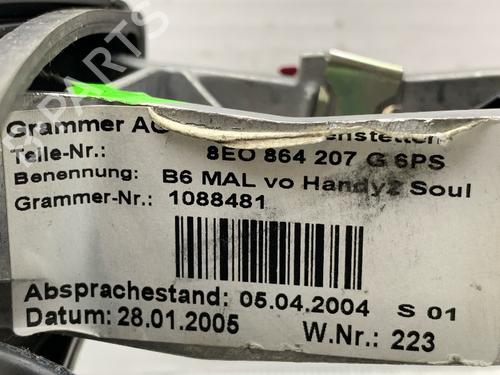 PARTS
Grammer AG
Teile-Nr.: 8E0 864 207 G 6PS
Benennung: B6 MAL vo Handy2 Soul
Grammer-Nr.: 1088481
Absprachestand: 05.04.2004 S 01
Datum: 28.01.2005 W.Nr.: 223